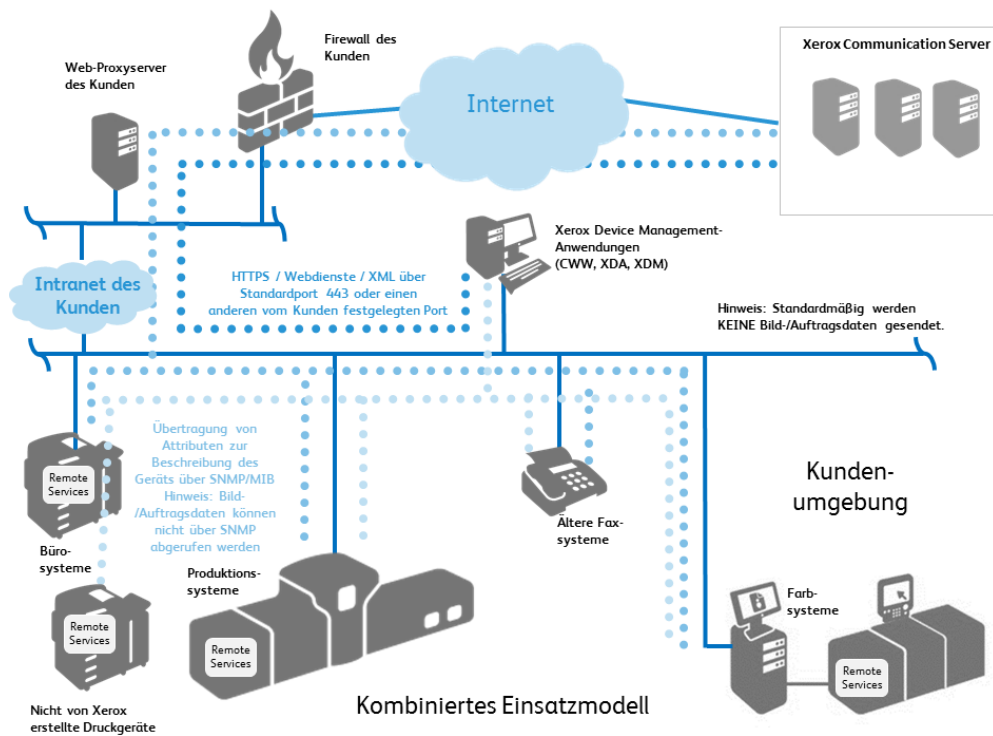 Web-Proxyserver
des Kunden
Firewall des
Kunden
Internet
Xerox Communication Server
Xerox Device Management-
Anwendungen
(CWW, XDA, XDM)
Intranet des
Kunden
HTTPS / Webdienste / XML über
Standardport 443 oder einen
anderen vom Kunden festgelegten Port
Hinweis: Standardmäßig werden
KEINE Bild-/Auftragsdaten gesendet.
Übertragung von
Attributen zur
Beschreibung des
Geräts über SNMP/MIB
Hinweis: Bild-
/Auftragsdaten können
nicht über SNMP
abgerufen werden
Remote
Services
Büro-
systeme
Produktions-
systeme
Ältere Fax-
systeme
Kunden-
umgebung
Farb-
systeme
Remote
Services
Remote
Services
Remote
Services
Nicht von Xerox
erstellte Druckgeräte
Kombiniertes Einsatzmodell